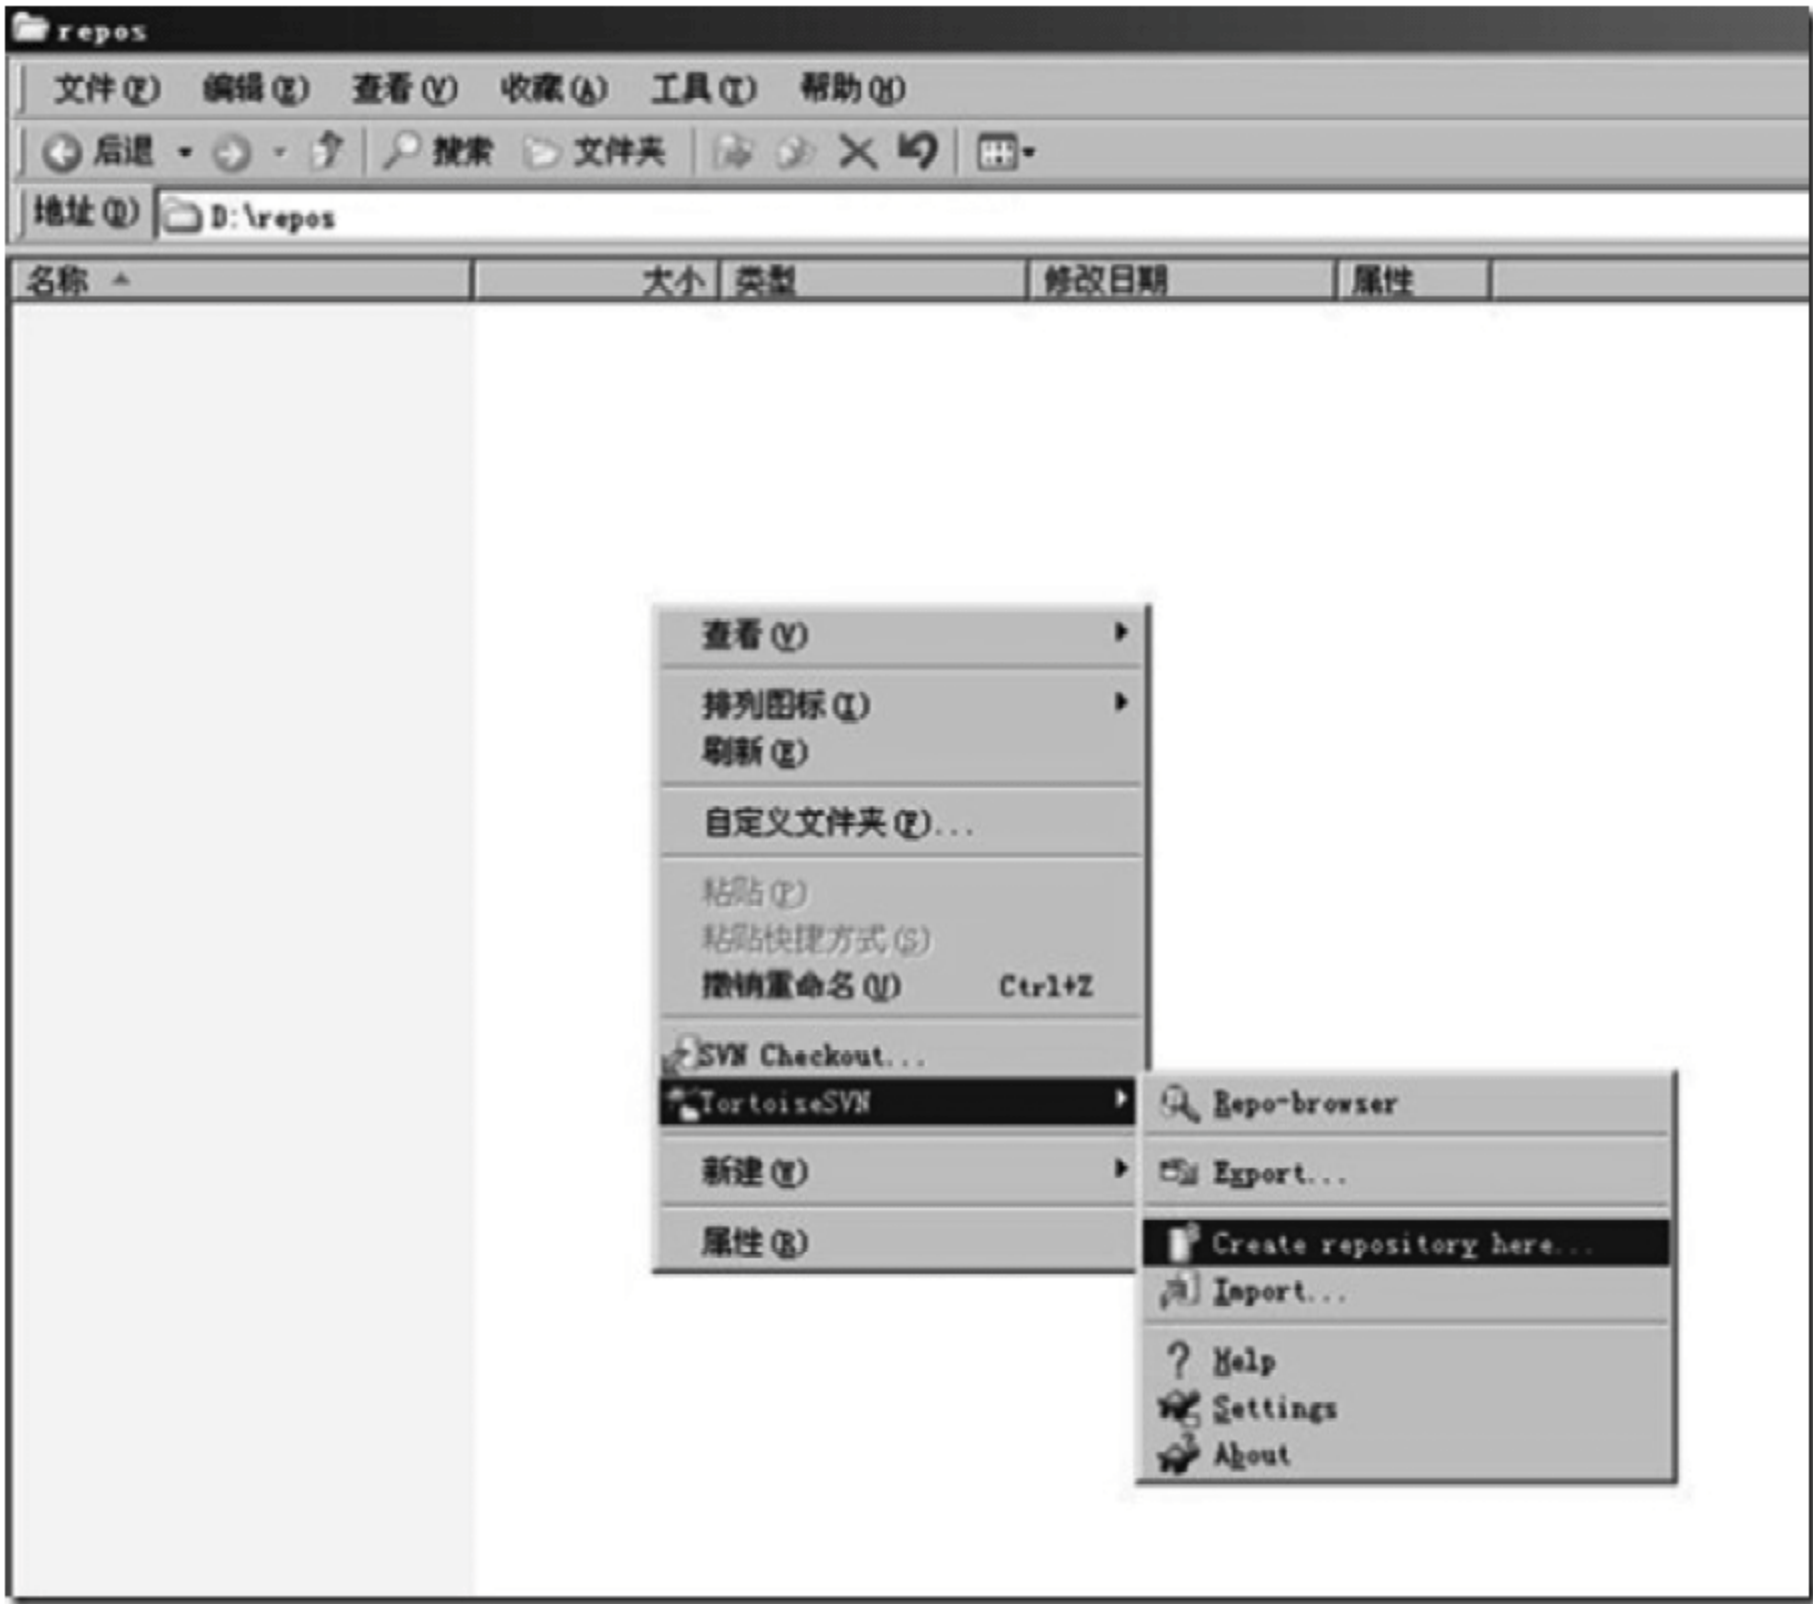 repos
文件(F) 编辑(E) 查看(V) 收藏(A) 工具(T) 帮助(H)
后退 搜索 文件夹
地址(D) D:\repos
名称 大小 类型 修改日期 属性
查看(V)
排列图标(I)
刷新(E)
自定义文件夹(F)...
粘贴(P)
粘贴快捷方式(S)
撤销重命名(U) Ctrl+Z
SVN Checkout...
TortoiseSVN
新建(W)
属性(R)
Repo-browser
Export...
Create repository here...
Import...
Help
Settings
About